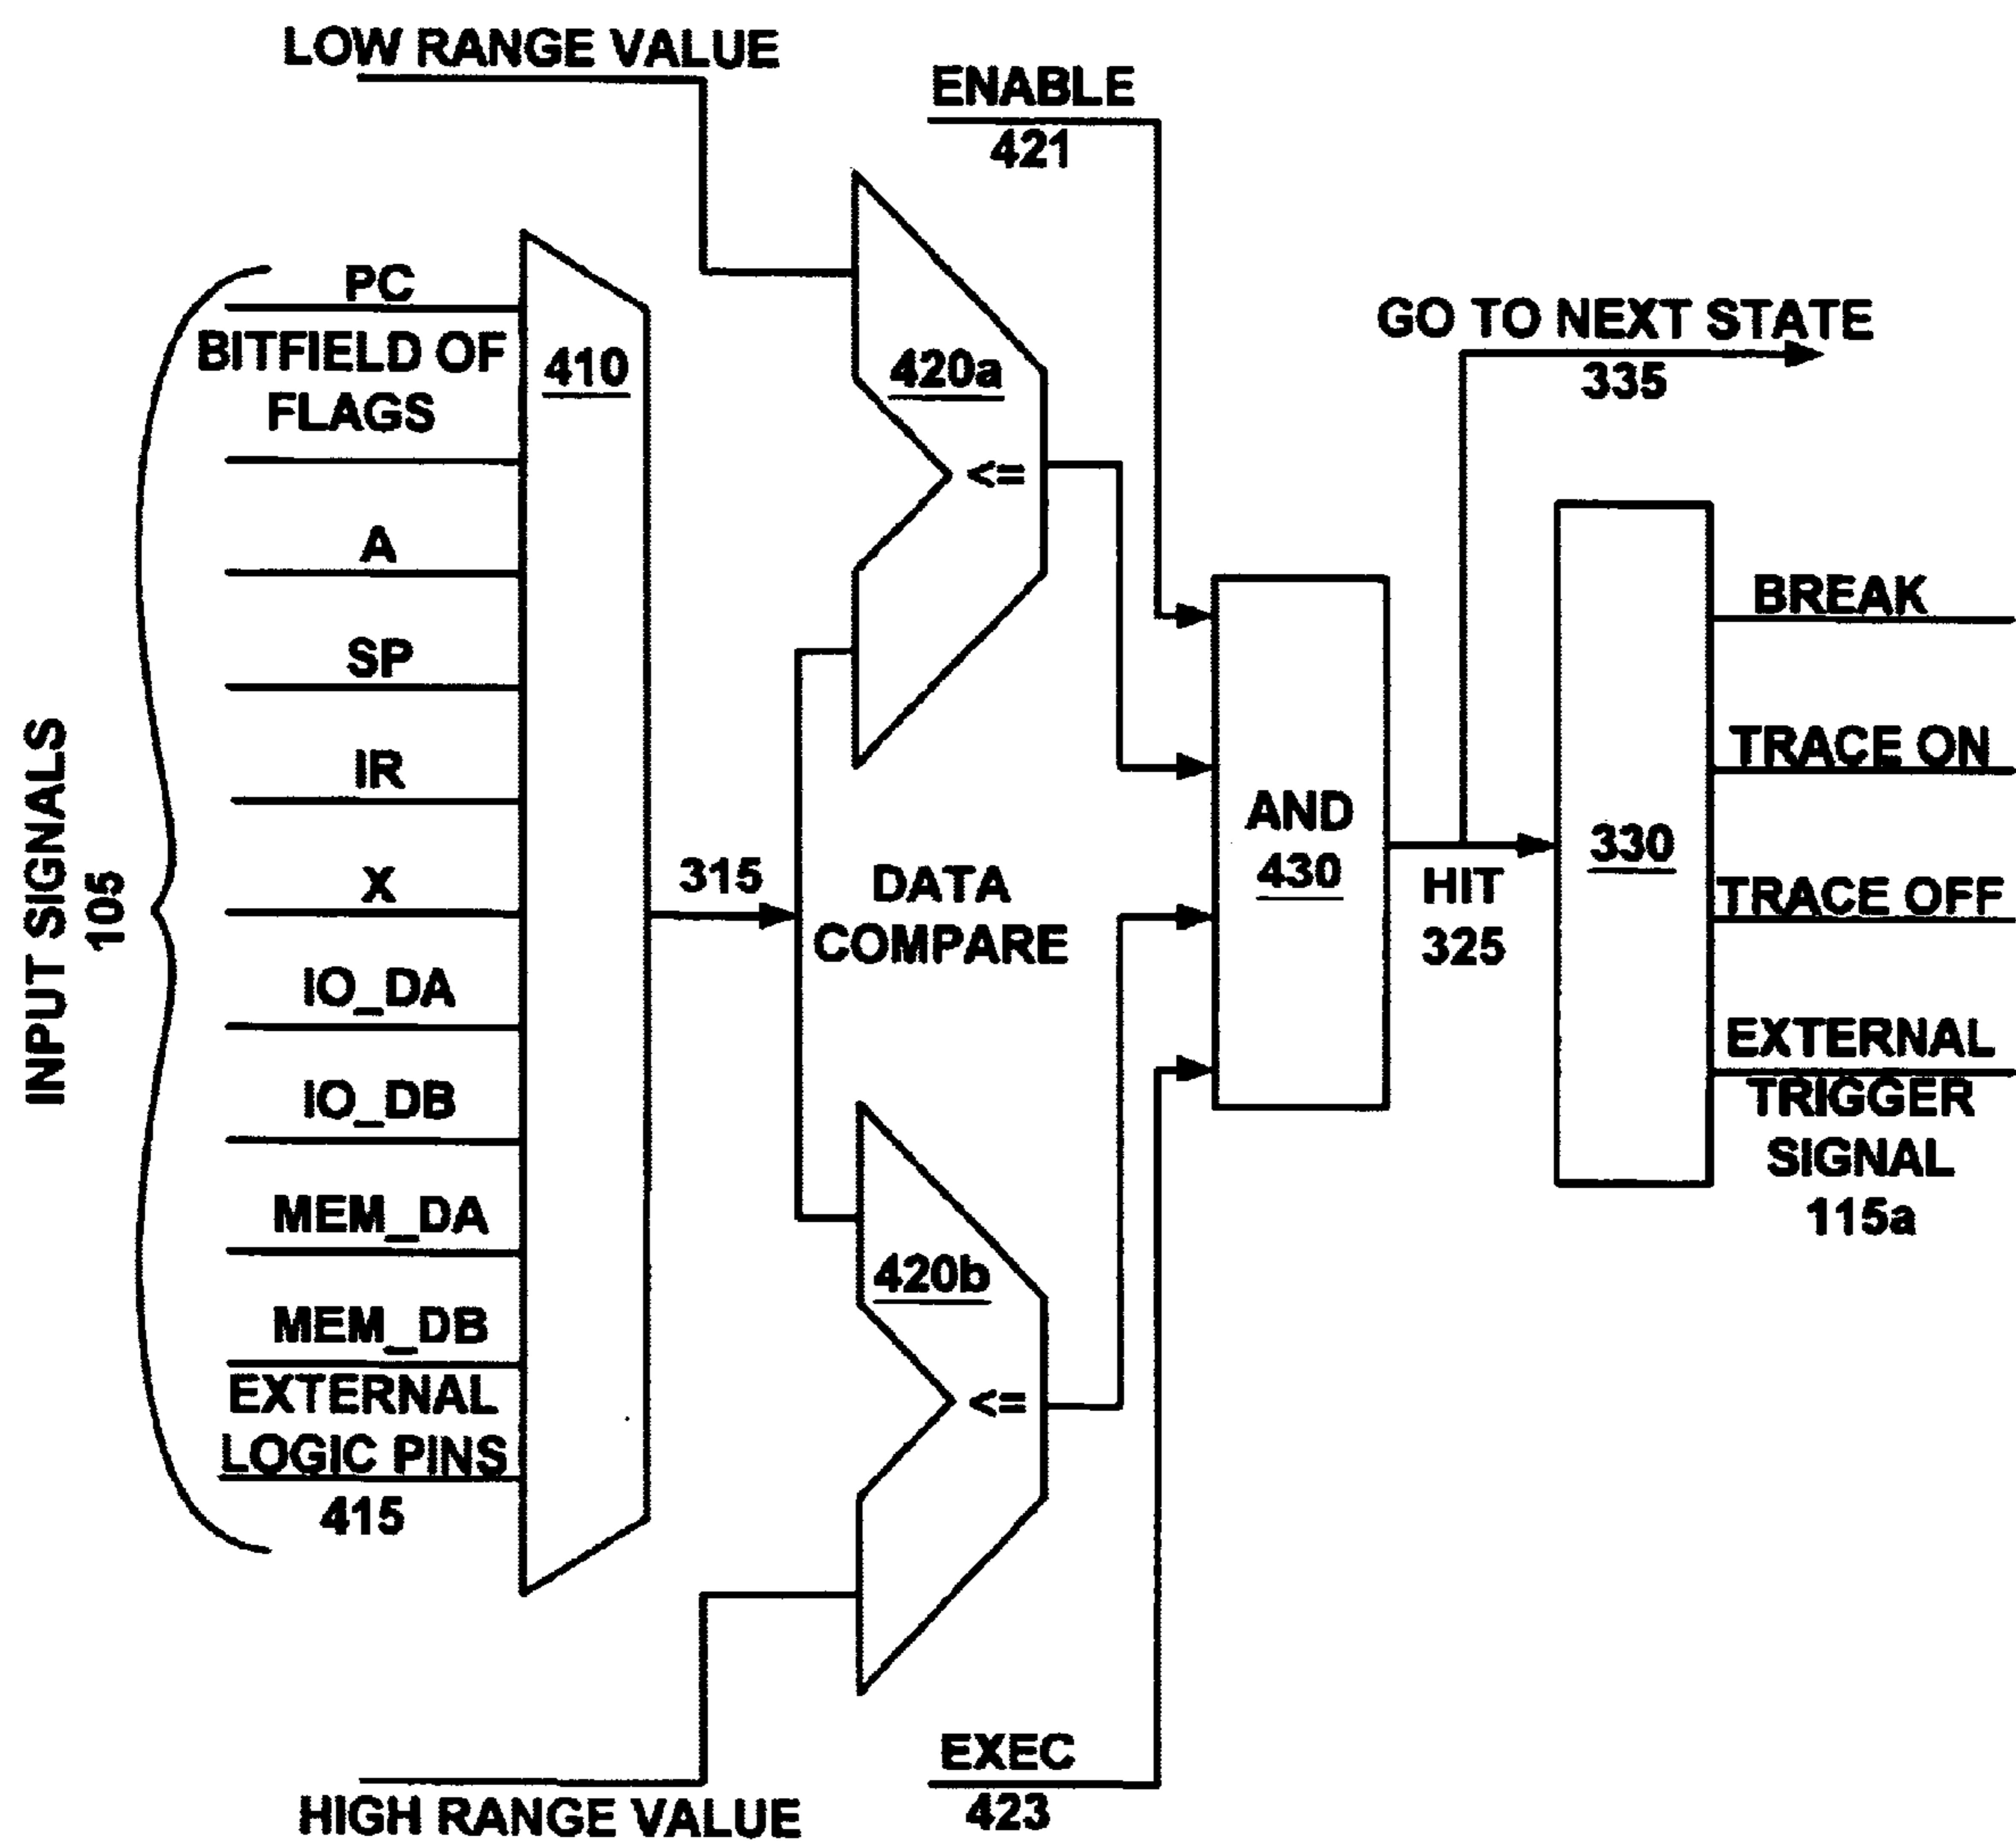 LOW RANGE VALUE
ENABLE
421
INPUT SIGNALS
105
PC
BITFIELD OF
FLAGS
A
SP
IR
X
IO_DA
IO_DB
MEM_DA
MEM_DB
EXTERNAL
LOGIC PINS
415
410
315
420a
<=
DATA
COMPARE
420b
<=
HIGH RANGE VALUE
EXEC
423
AND
430
GO TO NEXT STATE
335
HIT
325
330
BREAK
TRACE ON
TRACE OFF
EXTERNAL
TRIGGER
SIGNAL
115a